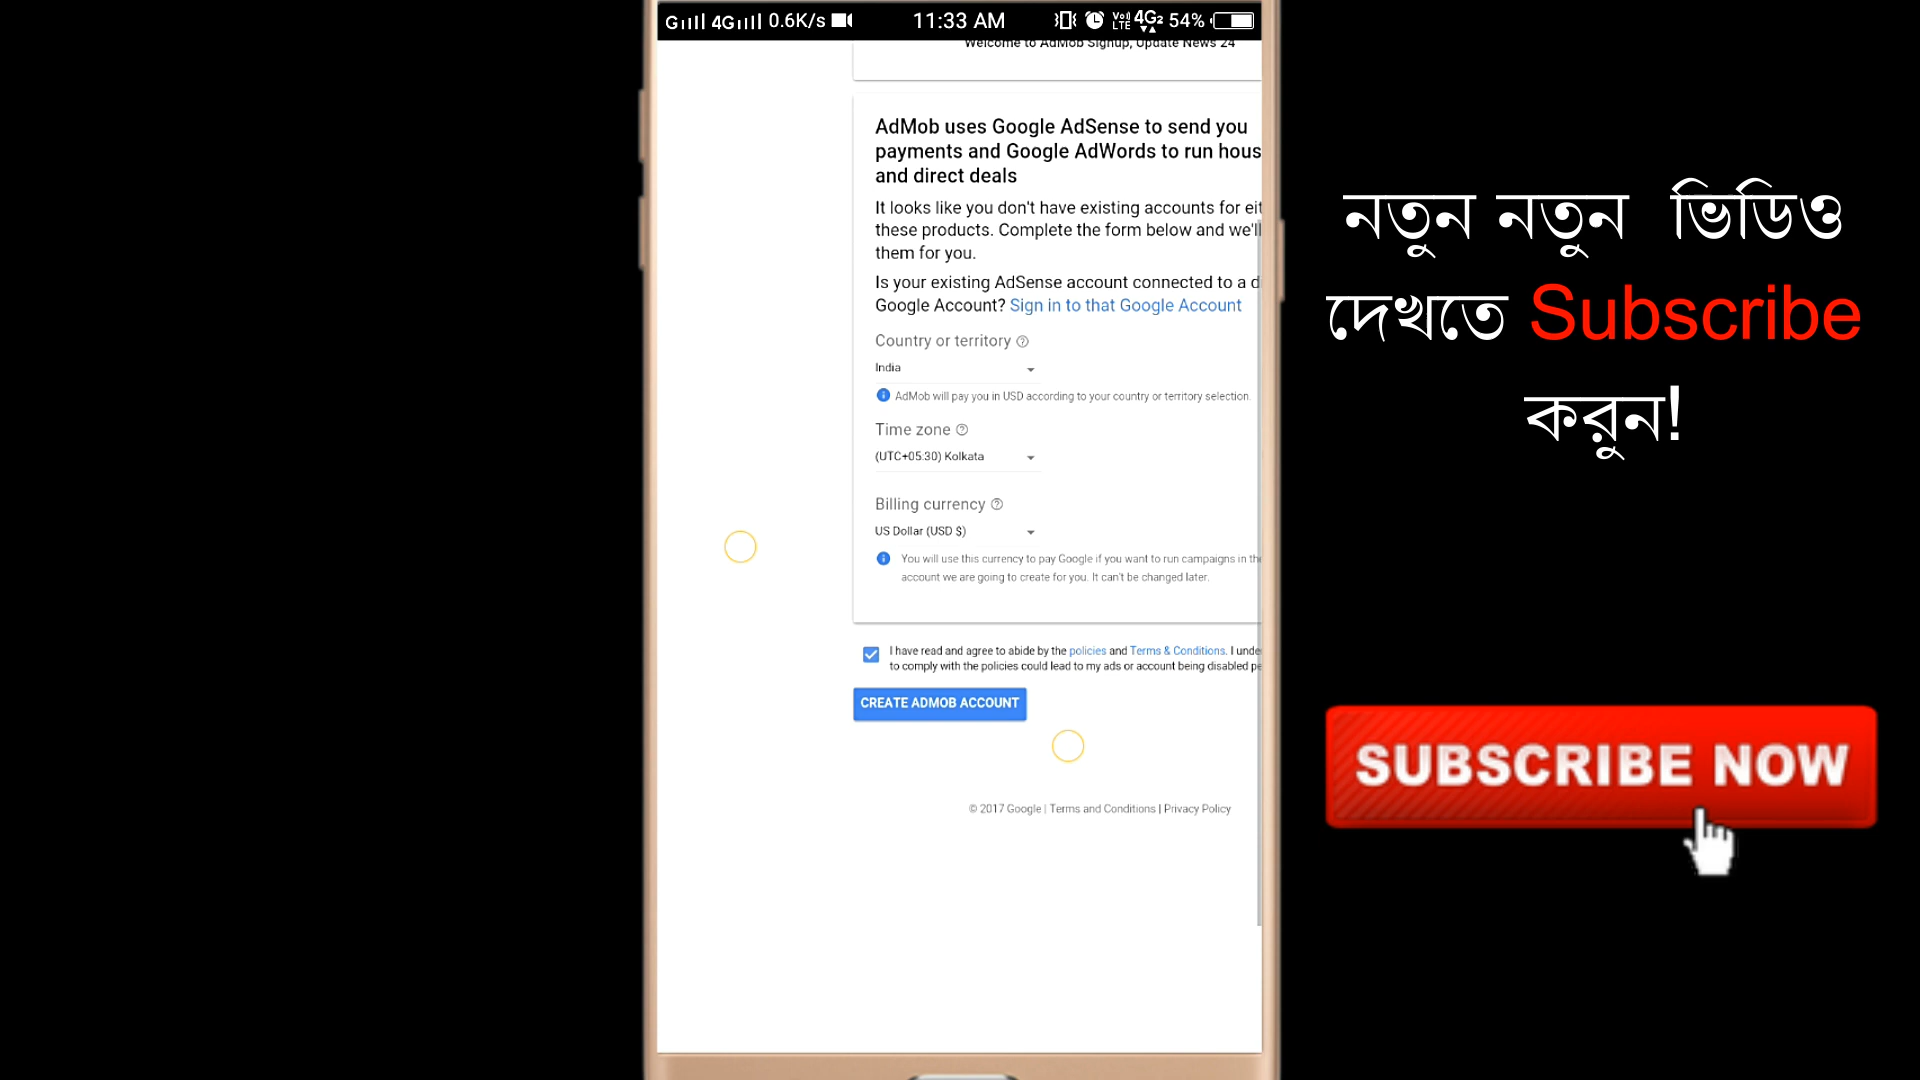 G 4G 0.6K/s 11:33 AM VoLTE 4G2 54%
Welcome to AdMob Signup, Update News 24
AdMob uses Google AdSense to send you
payments and Google AdWords to run hous
and direct deals
It looks like you don't have existing accounts for eit
these products. Complete the form below and we'll
them for you.
Is your existing AdSense account connected to a d
Google Account? Sign in to that Google Account
Country or territory
India
AdMob will pay you in USD according to your country or territory selection.
Time zone
(UTC+05:30) Kolkata
Billing currency
US Dollar (USD $)
You will use this currency to pay Google if you want to run campaigns in the
account we are going to create for you. It can't be changed later.
I have read and agree to abide by the policies and Terms & Conditions. I unde
to comply with the policies could lead to my ads or account being disabled pe
CREATE ADMOB ACCOUNT
© 2017 Google | Terms and Conditions | Privacy Policy
নতুন নতুন ভিডিও
দেখতে Subscribe
করুন!
SUBSCRIBE NOW